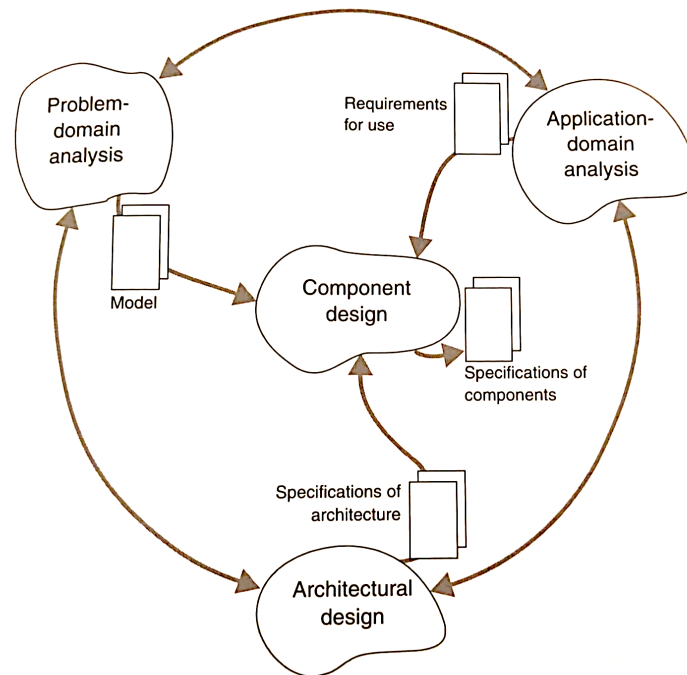 Problem-
domain
analysis
Requirements
for use
Application-
domain
analysis
Model
Component
design
Specifications of
components
Specifications of
architecture
Architectural
design